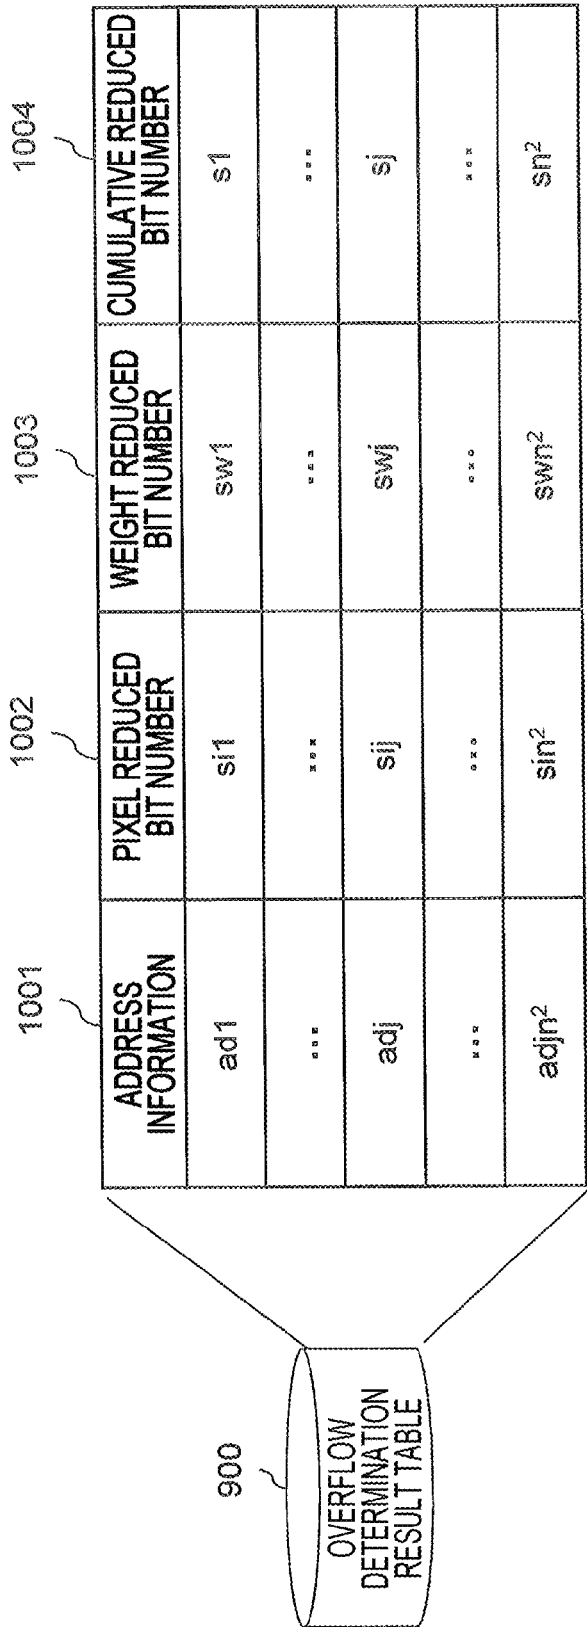 900
OVERFLOW
DETERMINATION
RESULT TABLE
1001 1002 1003 1004
ADDRESS
INFORMATION
PIXEL REDUCED
BIT NUMBER
WEIGHT REDUCED
BIT NUMBER
CUMULATIVE REDUCED
BIT NUMBER
ad1 si1 sw1 s1
... ... ... ...
adj sij swj sj
... ... ... ...
adjn² sin² swn² sn²